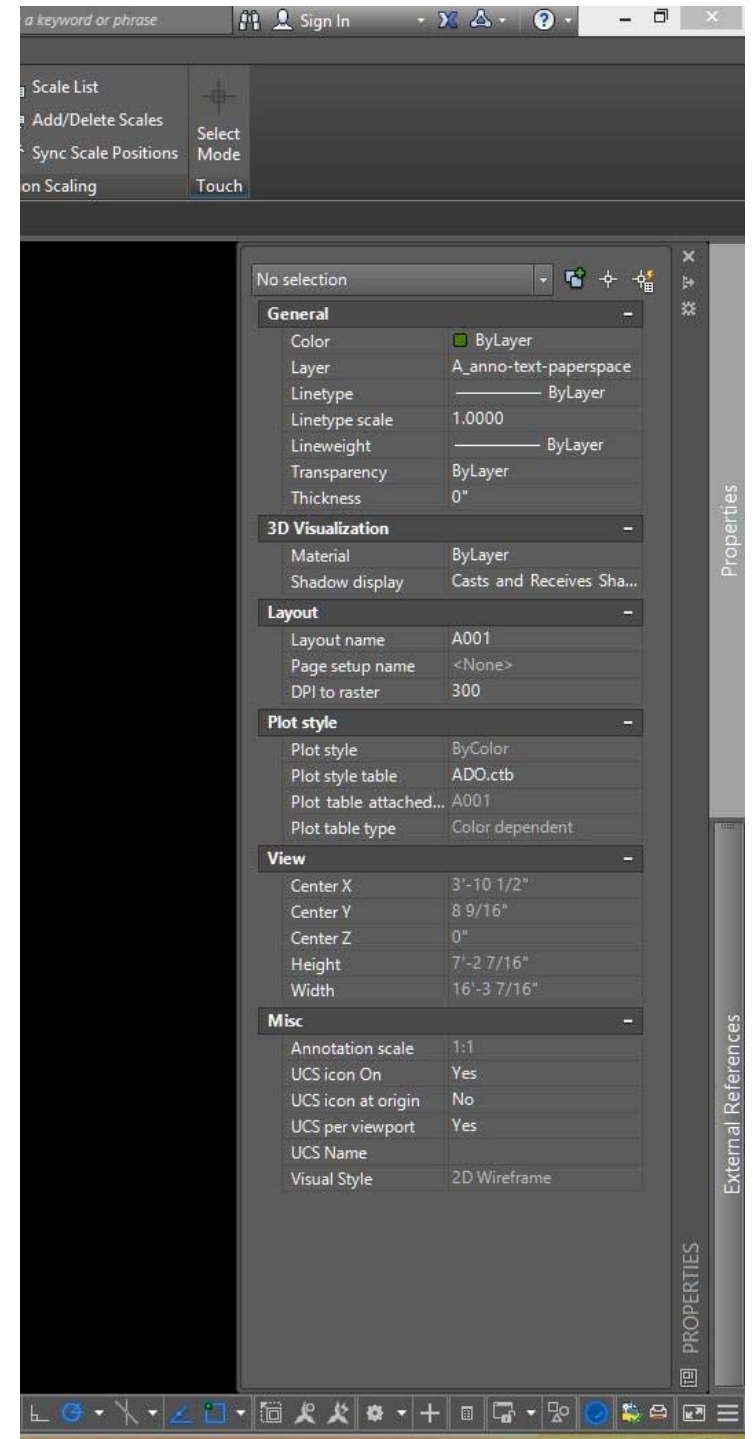 a keyword or phrase Sign In
Scale List
Add/Delete Scales
Sync Scale Positions
Select
Mode
on Scaling Touch
No selection
General
Color ByLayer
Layer A_anno-text-paperspace
Linetype ByLayer
Linetype scale 1.0000
Lineweight ByLayer
Transparency ByLayer
Thickness 0"
3D Visualization
Material ByLayer
Shadow display Casts and Receives Sha...
Layout
Layout name A001
Page setup name <None>
DPI to raster 300
Plot style
Plot style ByColor
Plot style table ADO.ctb
Plot table attached... A001
Plot table type Color dependent
View
Center X 3'-10 1/2"
Center Y 8 9/16"
Center Z 0"
Height 7'-2 7/16"
Width 16'-3 7/16"
Misc
Annotation scale 1:1
UCS icon On Yes
UCS icon at origin No
UCS per viewport Yes
UCS Name
Visual Style 2D Wireframe
PROPERTIES
Properties
External References